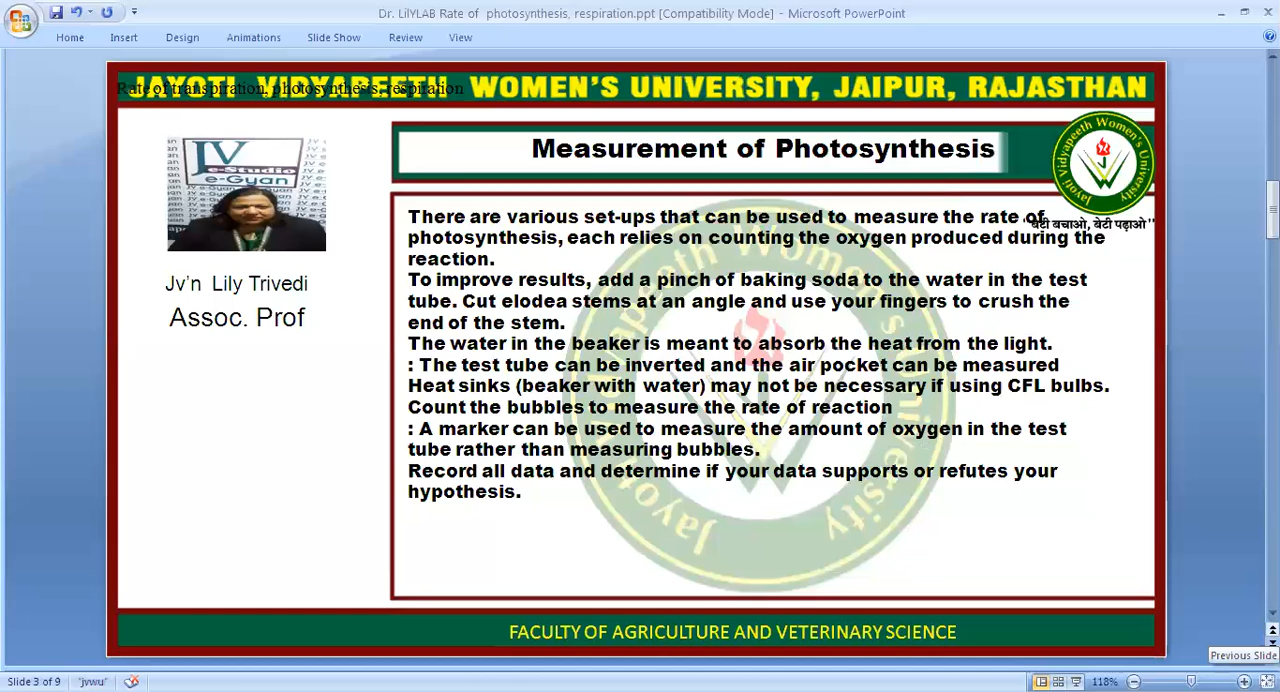 Dr. LilYLAB Rate of photosynthesis, respiration.ppt [Compatibility Mode] - Microsoft PowerPoint
Home Insert Design Animations Slide Show Review View
JAYOTI VIDYAPEETH WOMEN'S UNIVERSITY, JAIPUR, RAJASTHAN
Rate of transpiration, photosynthesis, respiration
JV
e-Studio
e-Gyan
Measurement of Photosynthesis
Jayoti Vidyapeeth Women's University
"बेटी बचाओ, बेटी पढ़ाओ"
Jv'n Lily Trivedi
Assoc. Prof
There are various set-ups that can be used to measure the rate of
photosynthesis, each relies on counting the oxygen produced during the
reaction.
To improve results, add a pinch of baking soda to the water in the test
tube. Cut elodea stems at an angle and use your fingers to crush the
end of the stem.
The water in the beaker is meant to absorb the heat from the light.
: The test tube can be inverted and the air pocket can be measured
Heat sinks (beaker with water) may not be necessary if using CFL bulbs.
Count the bubbles to measure the rate of reaction
: A marker can be used to measure the amount of oxygen in the test
tube rather than measuring bubbles.
Record all data and determine if your data supports or refutes your
hypothesis.
FACULTY OF AGRICULTURE AND VETERINARY SCIENCE
Previous Slide
Slide 3 of 9 "jvwu" 118%